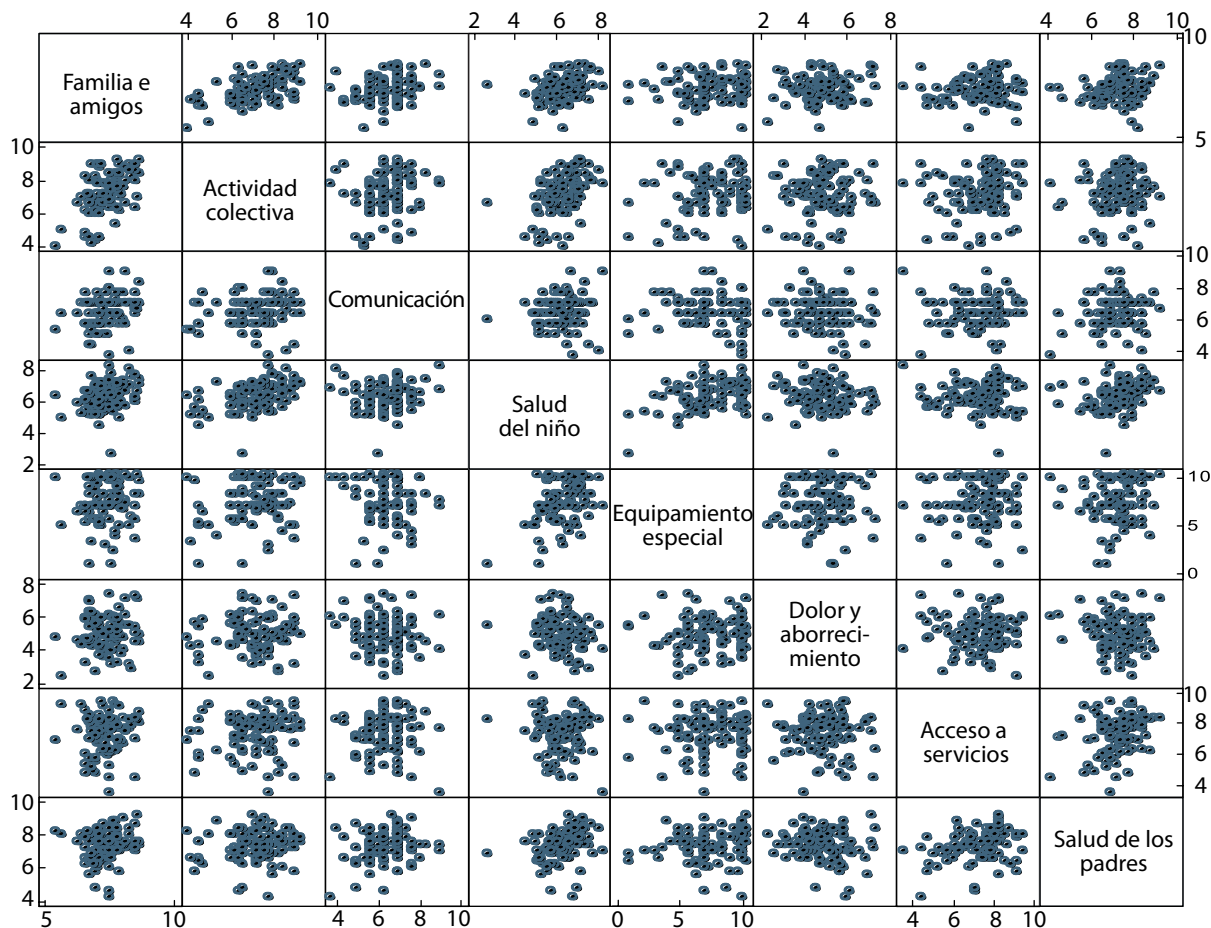 4 6 8 10 2 4 6 8 2 4 6 8 4 6 8 10
Familia e
amigos
10
5
10
8
6
4
Actividad
colectiva
5
Comunicación
10
8
6
4
8
6
4
2
Salud
del niño
Equipamiento
especial
10
5
0
8
6
4
2
Dolor y
aborreci-
miento
Acceso a
servicios
10
8
6
4
10
8
6
4
Salud de los
padres
5 10 4 6 8 10 0 5 10 4 6 8 10